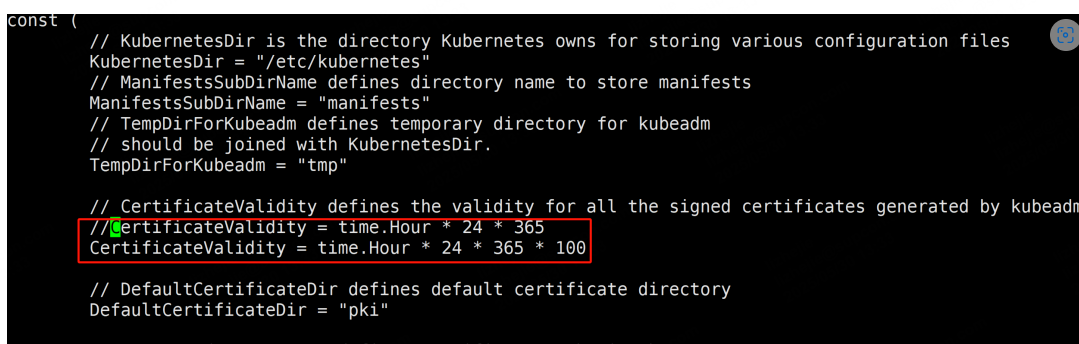 const (
// KubernetesDir is the directory Kubernetes owns for storing various configuration files
KubernetesDir = "/etc/kubernetes"
// ManifestsSubDirName defines directory name to store manifests
ManifestsSubDirName = "manifests"
// TempDirForKubeadm defines temporary directory for kubeadm
// should be joined with KubernetesDir.
TempDirForKubeadm = "tmp"
// CertificateValidity defines the validity for all the signed certificates generated by kubeadm
//CertificateValidity = time.Hour * 24 * 365
CertificateValidity = time.Hour * 24 * 365 * 100
// DefaultCertificateDir defines default certificate directory
DefaultCertificateDir = "pki"